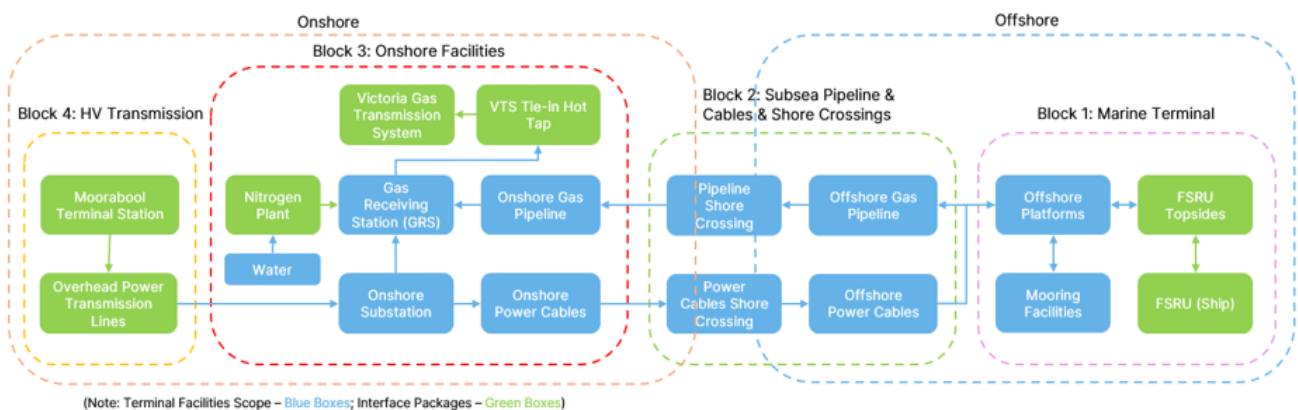 Onshore
Offshore
Block 3: Onshore Facilities
Block 4: HV Transmission
Block 2: Subsea Pipeline &
Cables & Shore Crossings
Block 1: Marine Terminal
Victoria Gas
Transmission
System
VTS Tie-in Hot
Tap
Moorabool
Terminal Station
Nitrogen
Plant
Gas
Receiving
Station (GRS)
Onshore Gas
Pipeline
Pipeline
Shore
Crossing
Offshore Gas
Pipeline
Offshore
Platforms
FSRU
Topsides
Water
Overhead Power
Transmission
Lines
Onshore
Substation
Onshore
Power Cables
Power
Cables Shore
Crossing
Offshore
Power Cables
Mooring
Facilities
FSRU (Ship)
(Note: Terminal Facilities Scope – Blue Boxes; Interface Packages – Green Boxes)